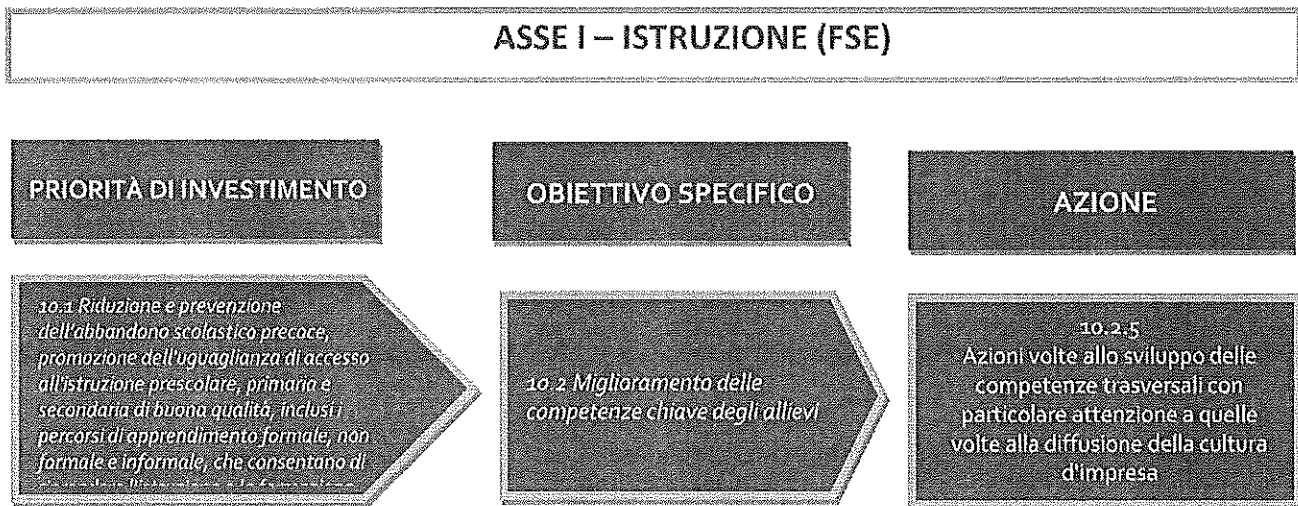 ASSE I – ISTRUZIONE (FSE)
PRIORITÀ DI INVESTIMENTO
10.1 Riduzione e prevenzione
dell'abbandono scolastico precoce,
promozione dell'uguaglianza di accesso
all'istruzione prescolare, primaria e
secondaria di buona qualità, inclusi i
percorsi di apprendimento formale, non
formale e informale, che consentano di
OBIETTIVO SPECIFICO
10.2 Miglioramento delle
competenze chiave degli allievi
AZIONE
10.2.5
Azioni volte allo sviluppo delle
competenze trasversali con
particolare attenzione a quelle
volte alla diffusione della cultura
d'impresa